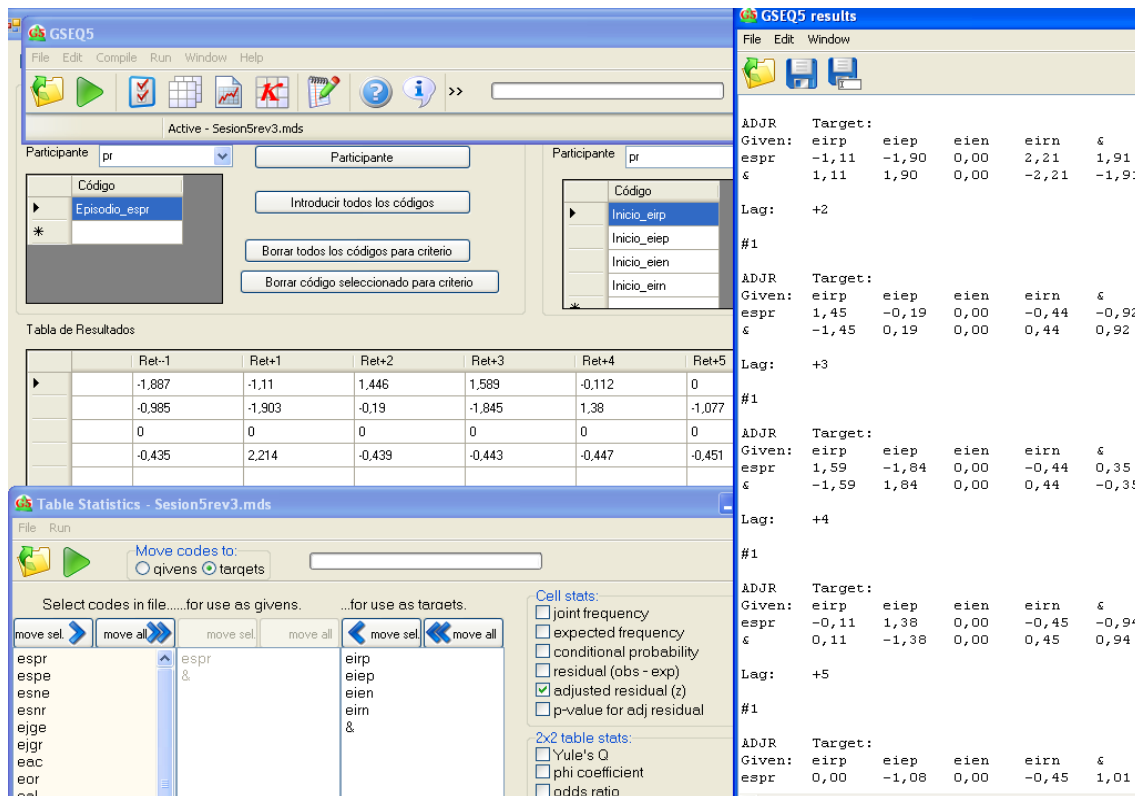 GSEQ5
File Edit Compile Run Window Help
>>
Active - Sesion5rev3.mds
Participante pr
Participante
Participante pr
Código
Episodio_espr
Introducir todos los códigos
Borrar todos los códigos para criterio
Borrar código seleccionado para criterio
Código
Inicio_eirp
Inicio_eiep
Inicio_eien
Inicio_eirn
Tabla de Resultados
Ret--1 Ret+1 Ret+2 Ret+3 Ret+4 Ret+5
-1,887 -1,11 1,446 1,589 -0,112 0
-0,985 -1,903 -0,19 -1,845 1,38 -1,077
0 0 0 0 0 0
-0,435 2,214 -0,439 -0,443 -0,447 -0,451
Table Statistics - Sesion5rev3.mds
File Run
Move codes to:
givens targets
Select codes in file... ...for use as givens. ...for use as targets.
move sel. move all move sel. move all move sel. move all
espr espr eirp
espe & eiep
esne eien
esnr eirn
ejge &
ejgr
eac
eor
Cell stats:
joint frequency
expected frequency
conditional probability
residual (obs - exp)
adjusted residual (z)
p-value for adj residual
2x2 table stats:
Yule's Q
phi coefficient
odds ratio
GSEQ5 results
File Edit Window
ADJR Target:
Given: eirp eiep eien eirn &
espr -1,11 -1,90 0,00 2,21 1,91
& 1,11 1,90 0,00 -2,21 -1,91
Lag: +2
#1
ADJR Target:
Given: eirp eiep eien eirn &
espr 1,45 -0,19 0,00 -0,44 -0,92
& -1,45 0,19 0,00 0,44 0,92
Lag: +3
#1
ADJR Target:
Given: eirp eiep eien eirn &
espr 1,59 -1,84 0,00 -0,44 0,35
& -1,59 1,84 0,00 0,44 -0,35
Lag: +4
#1
ADJR Target:
Given: eirp eiep eien eirn &
espr -0,11 1,38 0,00 -0,45 -0,94
& 0,11 -1,38 0,00 0,45 0,94
Lag: +5
#1
ADJR Target:
Given: eirp eiep eien eirn &
espr 0,00 -1,08 0,00 -0,45 1,01